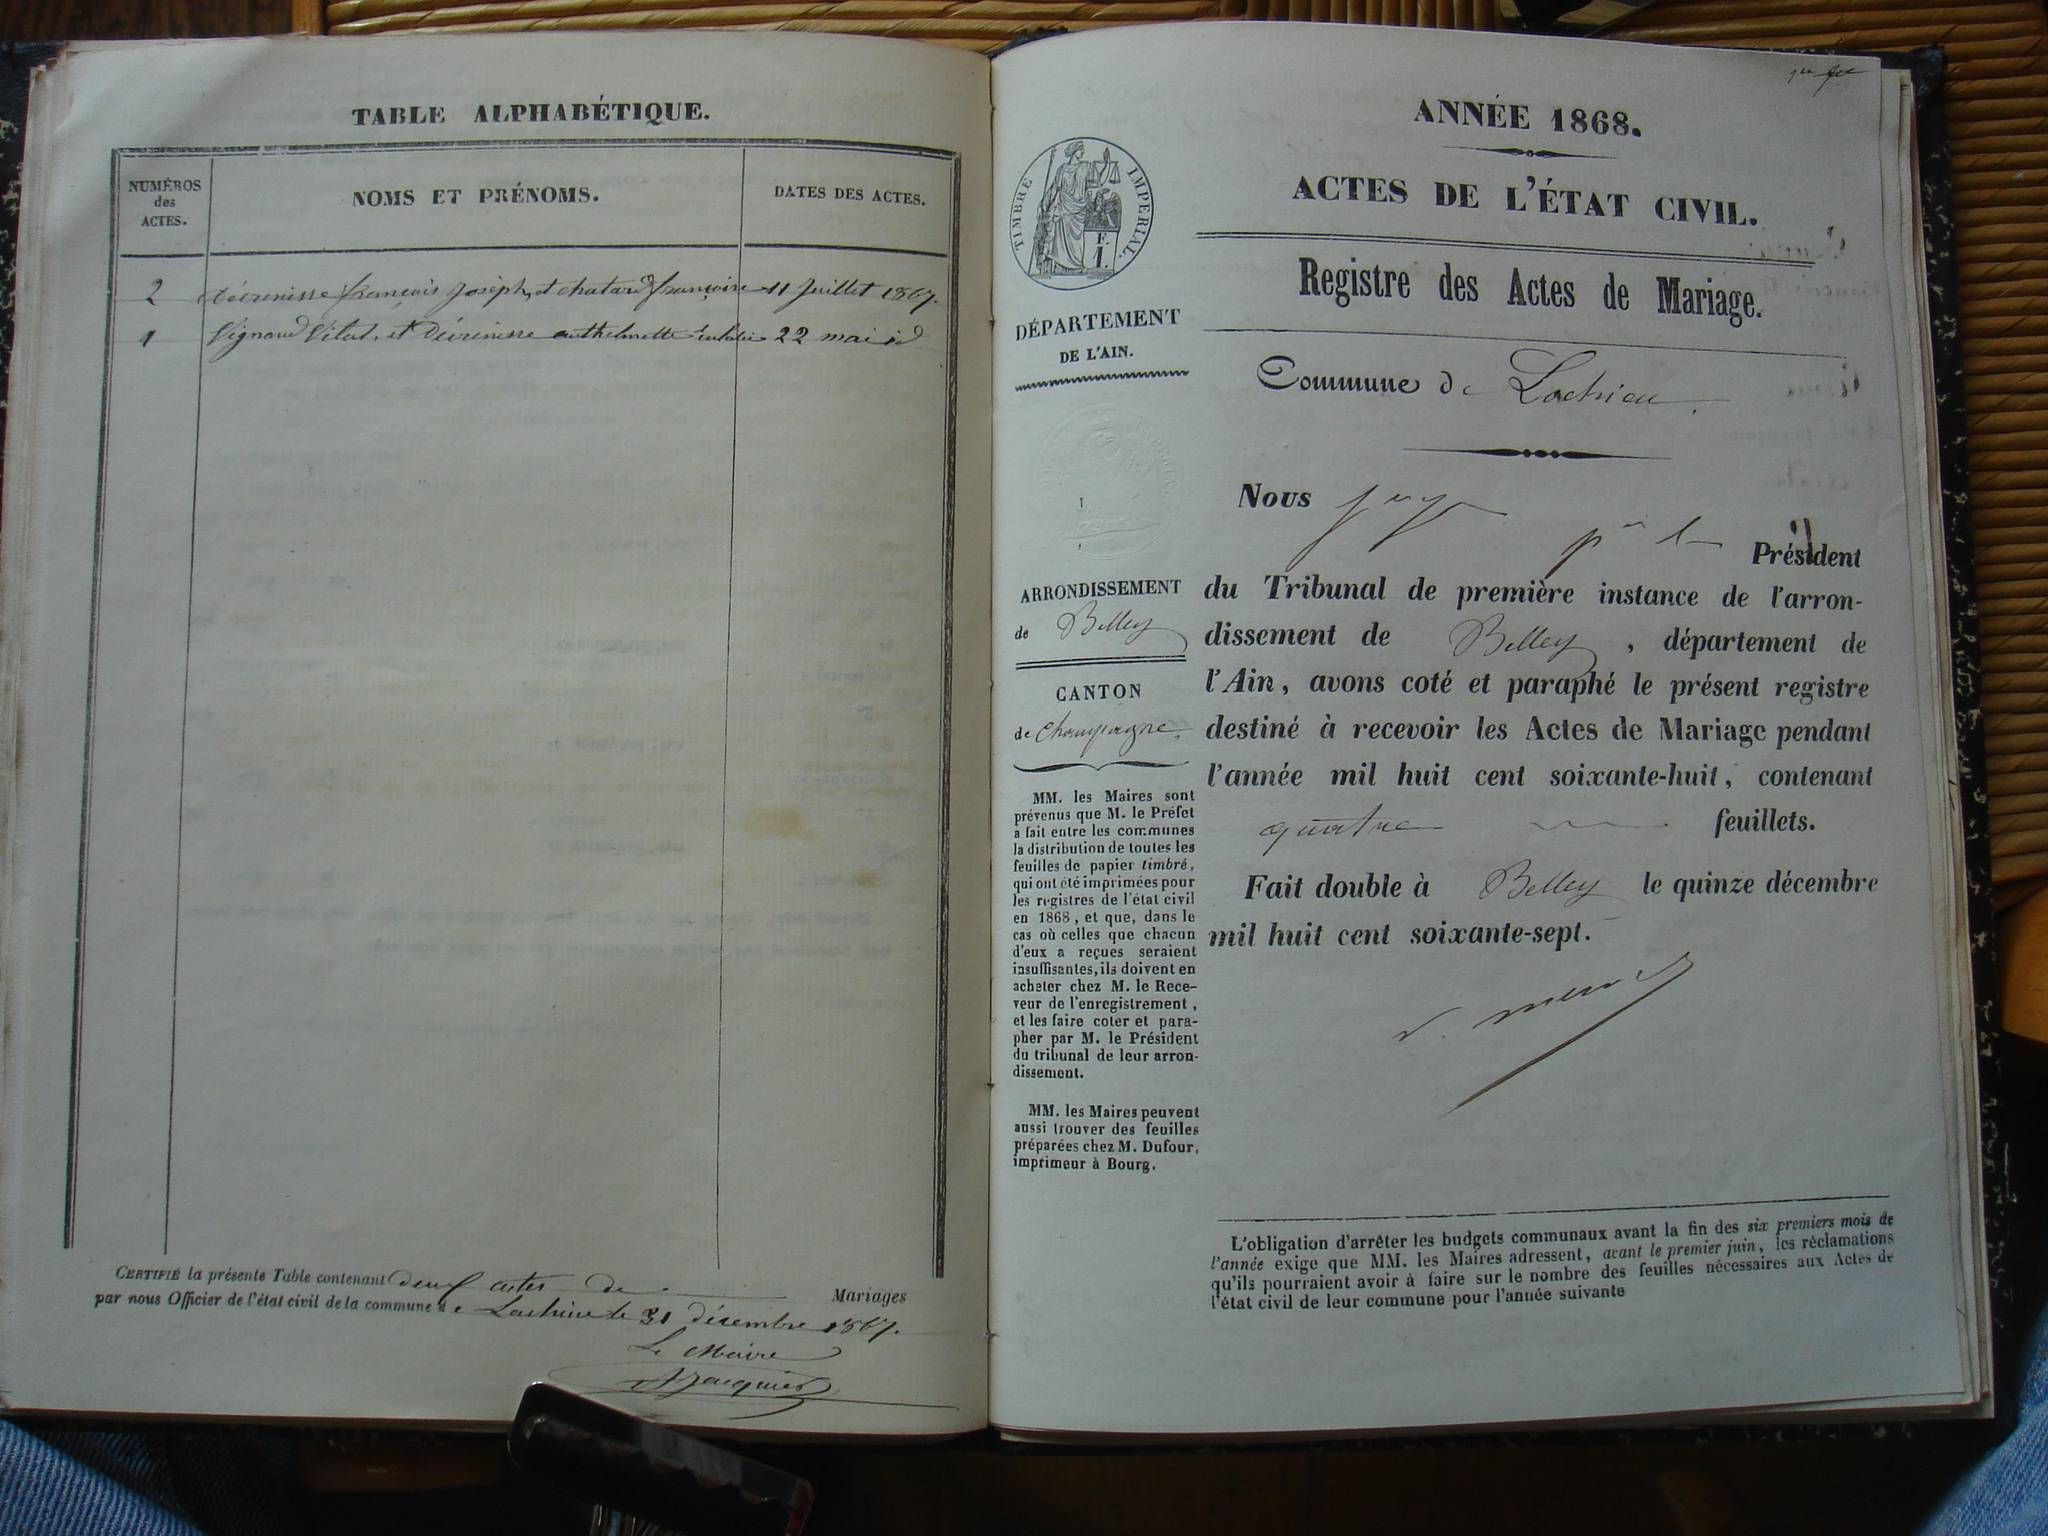 TABLE ALPHABÉTIQUE.
NUMÉROS
des
ACTES.
NOMS ET PRÉNOMS.
DATES DES ACTES.
2 françois Joseph, et chatard françoise 11 Juillet 1867.
1 Vignand Vital, et 22 mai id
CERTIFIÉ la présente Table contenant deux actes de Mariages
par nous Officier de l'état civil de la commune de Lochieu le 31 décembre 1867.
Le Maire
Jacquier
ANNÉE 1868.
ACTES DE L'ÉTAT CIVIL.
Registre des Actes de Mariage.
Commune de Lochieu.
TIMBRE IMPÉRIAL.
F.
1.
DÉPARTEMENT
DE L'AIN.
ARRONDISSEMENT
de Belley
CANTON
de Champagne.
MM. les Maires sont
prévenus que M. le Préfet
a fait entre les communes
la distribution de toutes les
feuilles de papier timbré,
qui ont été imprimées pour
les registres de l'état civil
en 1868, et que, dans le
cas où celles que chacun
d'eux a reçues seraient
insuffisantes, ils doivent en
acheter chez M. le Rece-
veur de l'enregistrement,
et les faire coter et para-
pher par M. le Président
du tribunal de leur arron-
dissement.
MM. les Maires peuvent
aussi trouver des feuilles
préparées chez M. Dufour,
imprimeur à Bourg.
Nous juge pr le Président
du Tribunal de première instance de l'arron-
dissement de Belley, département de
l'Ain, avons coté et paraphé le présent registre
destiné à recevoir les Actes de Mariage pendant
l'année mil huit cent soixante-huit, contenant
quatre feuillets.
Fait double à Belley le quinze décembre
mil huit cent soixante-sept.
L'obligation d'arrêter les budgets communaux avant la fin des six premiers mois de
l'année exige que MM. les Maires adressent, avant le premier juin, les réclamations
qu'ils pourraient avoir à faire sur le nombre des feuilles nécessaires aux Actes de
l'état civil de leur commune pour l'année suivante